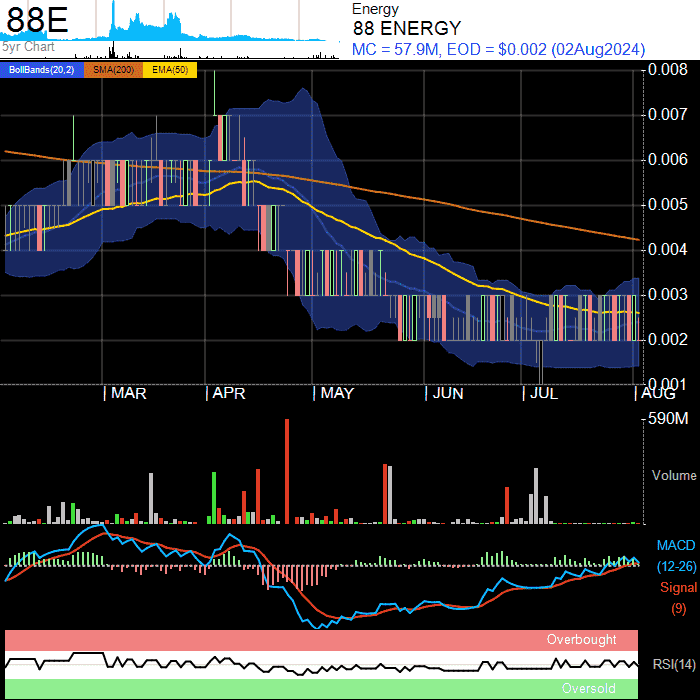 88E
5yr Chart
Energy
88 ENERGY
MC = 57.9M, EOD = $0.002 (02Aug2024)
BollBands(20,2) SMA(200) EMA(50)
0.008
0.007
0.006
0.005
0.004
0.003
0.002
0.001
MAR APR MAY JUN JUL AUG
590M
Volume
MACD
(12-26)
Signal
(9)
Overbought
RSI(14)
Oversold